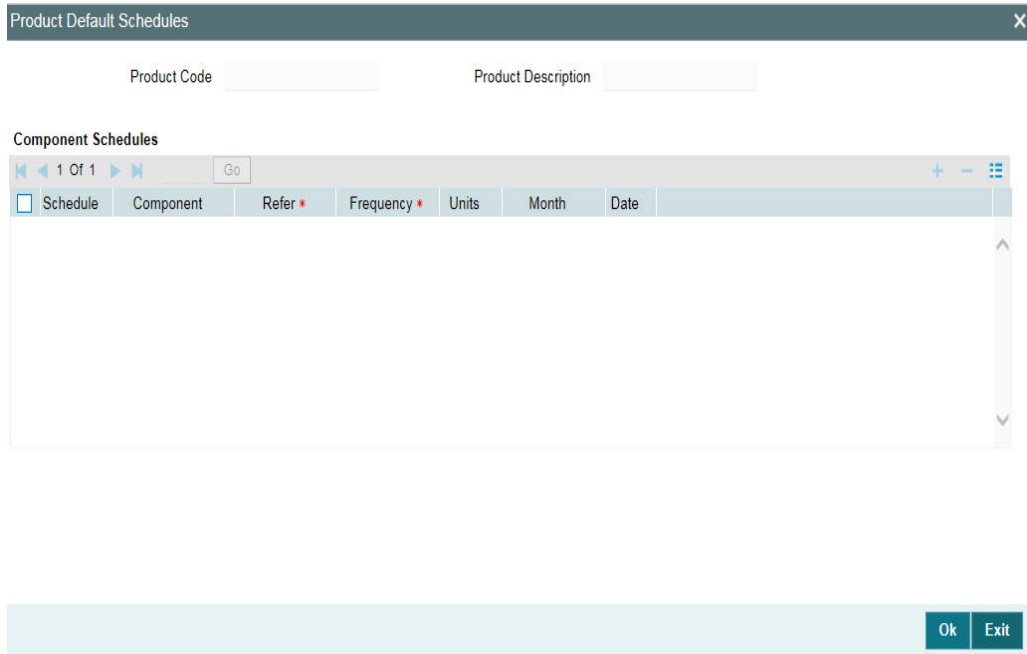 Product Default Schedules X
Product Code Product Description
Component Schedules
1 Of 1 Go
Schedule Component Refer * Frequency * Units Month Date
Ok Exit